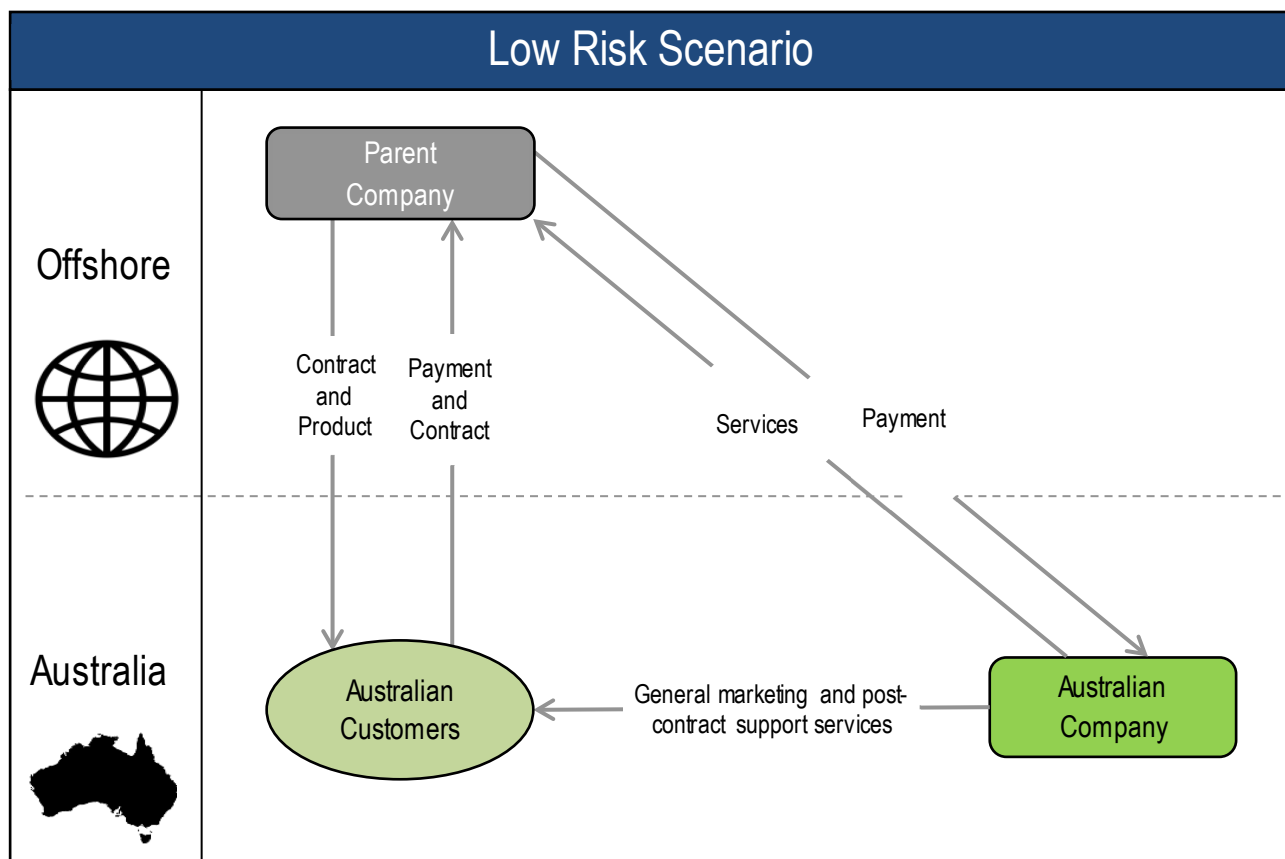 Low Risk Scenario
Parent
Company
Offshore
Contract
and
Product
Payment
and
Contract
Services
Payment
Australia
Australian
Customers
General marketing and post-
contract support services
Australian
Company